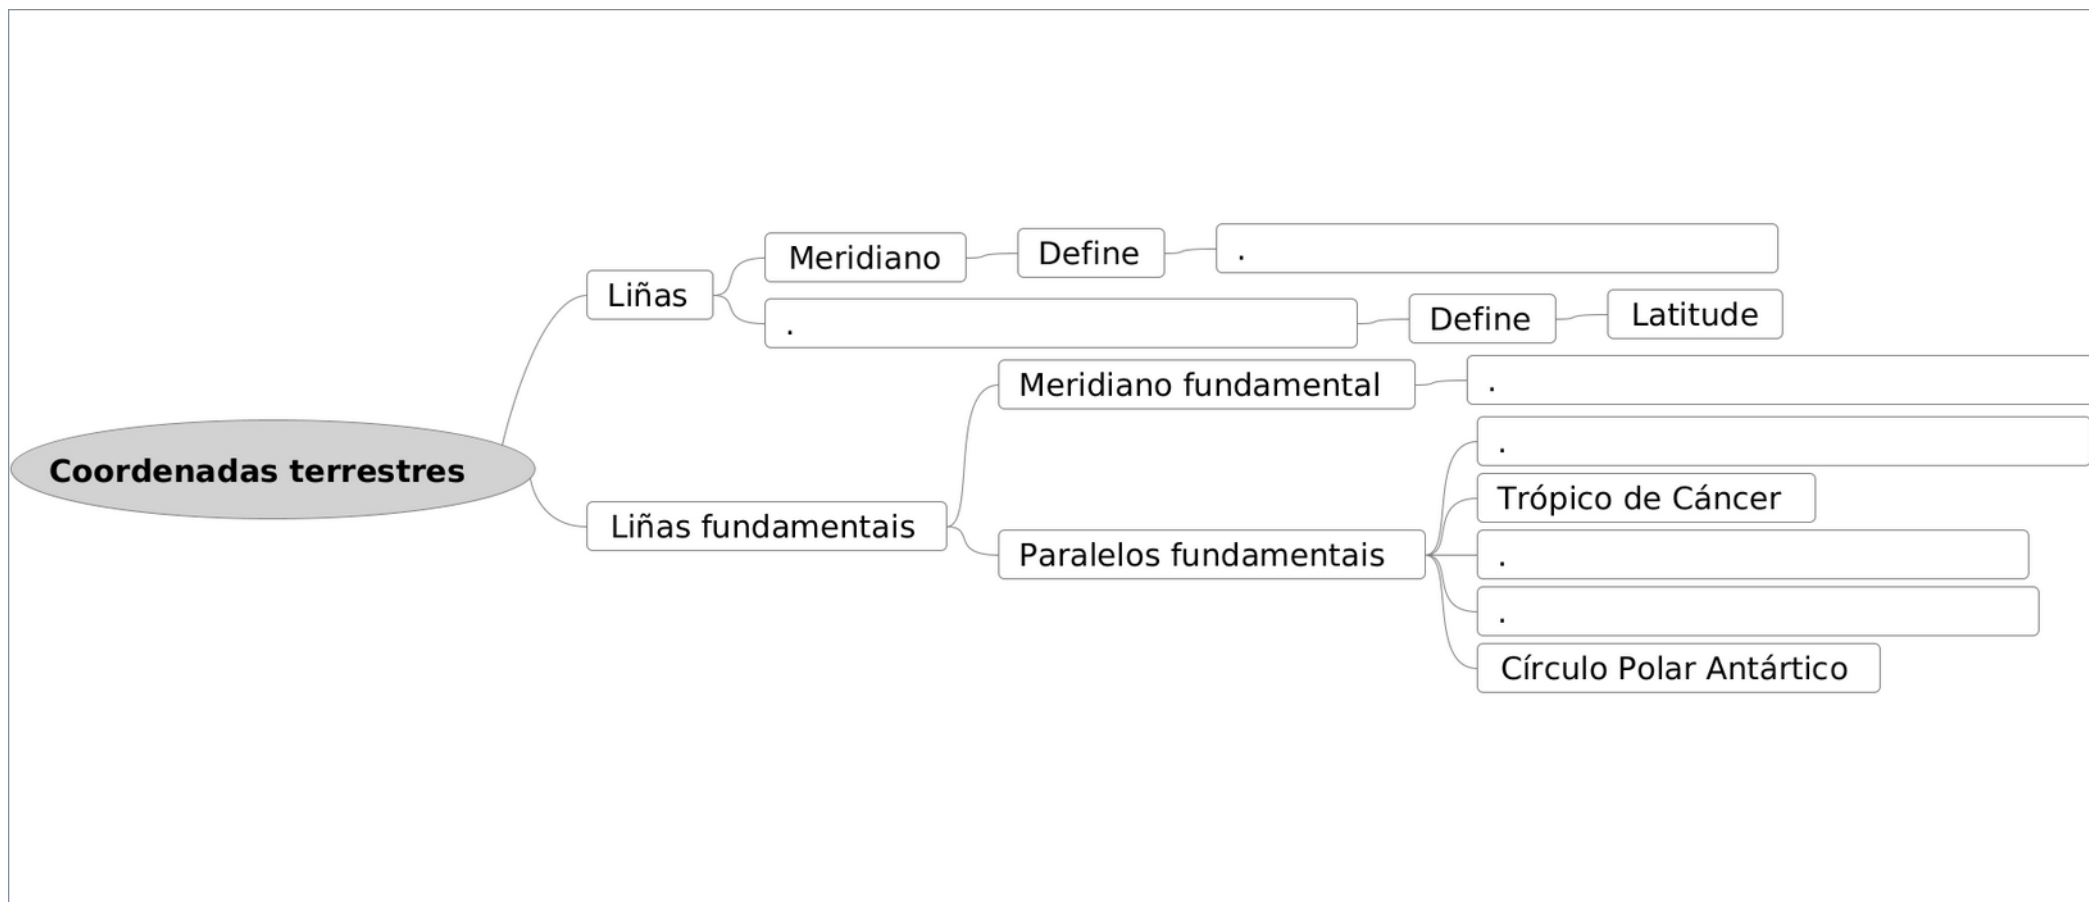 Coordenadas terrestres
Liñas
Meridiano
Define
.
.
Define
Latitude
Liñas fundamentais
Meridiano fundamental
.
Paralelos fundamentais
.
Trópico de Cáncer
.
.
Círculo Polar Antártico